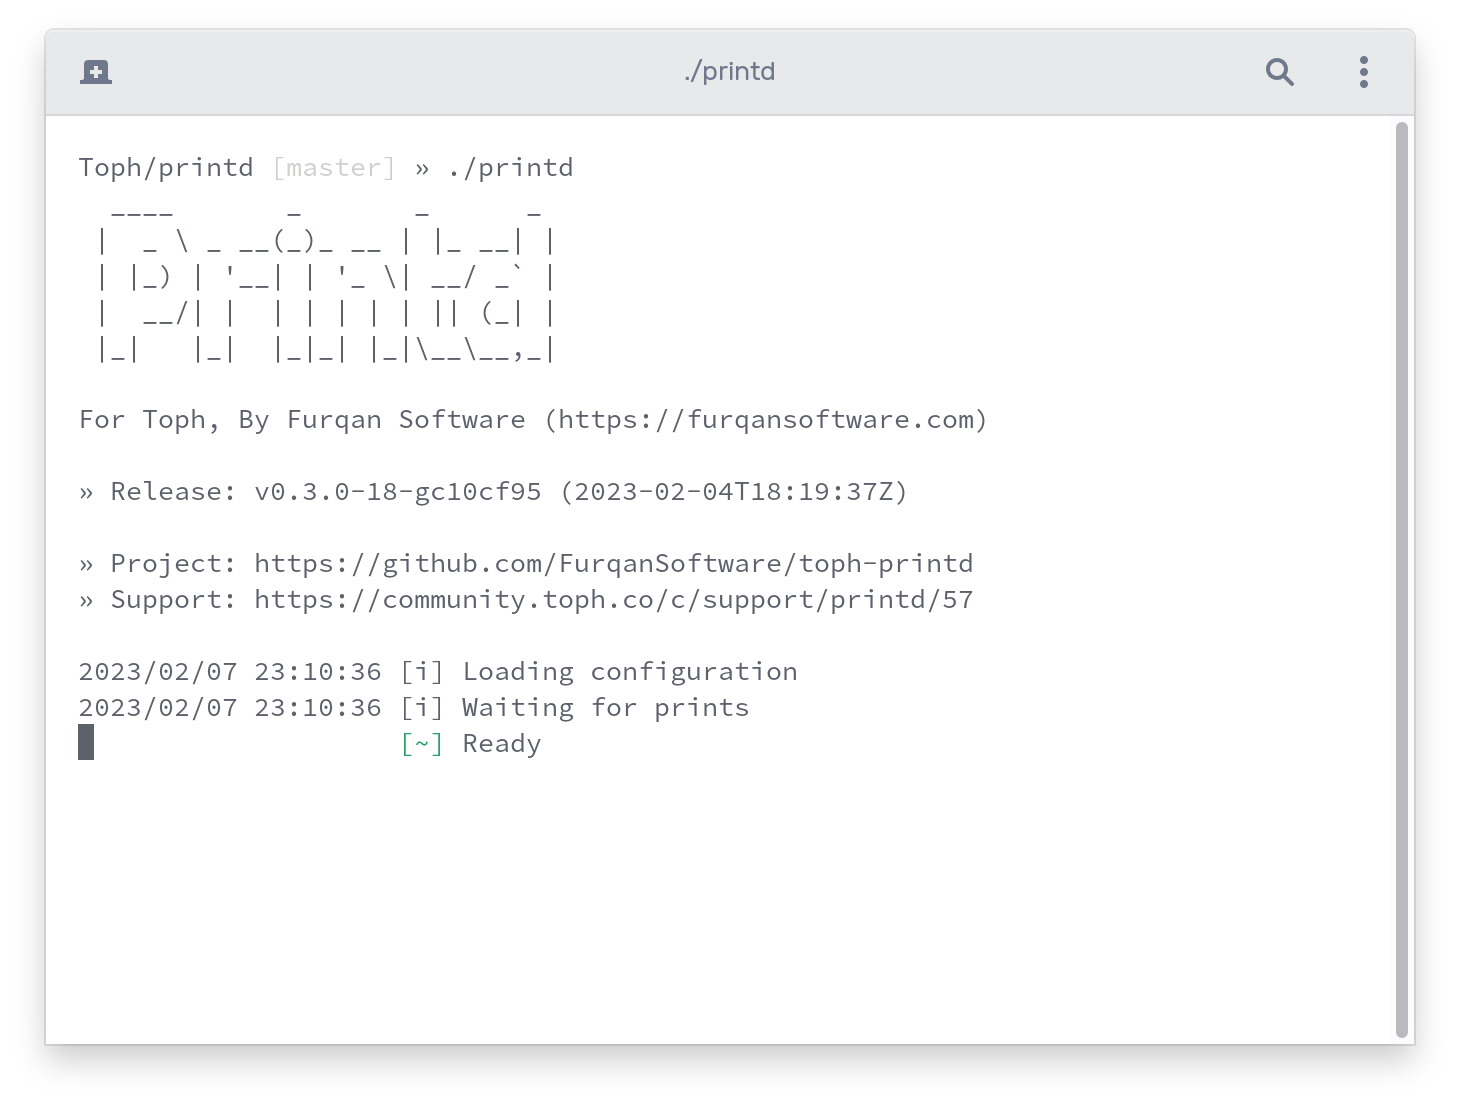 ./printd
Toph/printd [master] » ./printd
  ____       _       _      _
 |  _ \ _ __(_)_ __ | |_ __| |
 | |_) | '__| | '_ \| __/ _` |
 |  __/| |  | | | | | || (_| |
 |_|   |_|  |_|_| |_|\__\__,_|
For Toph, By Furqan Software (https://furqansoftware.com)
» Release: v0.3.0-18-gc10cf95 (2023-02-04T18:19:37Z)
» Project: https://github.com/FurqanSoftware/toph-printd
» Support: https://community.toph.co/c/support/printd/57
2023/02/07 23:10:36 [i] Loading configuration
2023/02/07 23:10:36 [i] Waiting for prints
[~] Ready